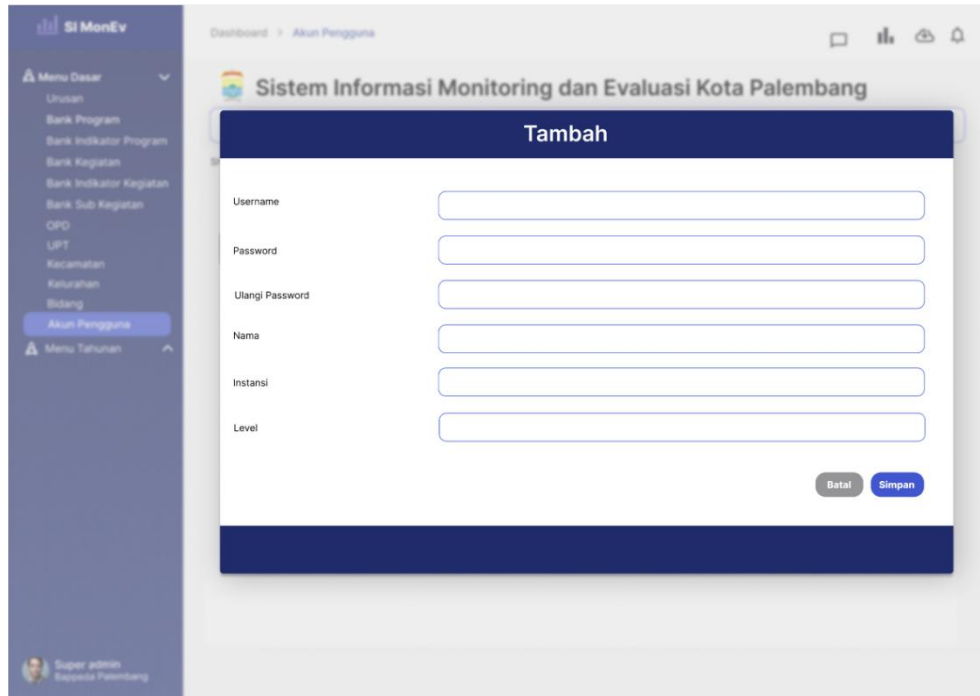 SI MonEv
Dashboard > Akun Pengguna
Menu Dasar
Urusan
Bank Program
Bank Indikator Program
Bank Kegiatan
Bank Indikator Kegiatan
Bank Sub Kegiatan
OPD
UPT
Kecamatan
Kelurahan
Bidang
Akun Pengguna
Menu Tahunan
Super admin
Bappeda Palembang
Sistem Informasi Monitoring dan Evaluasi Kota Palembang
Tambah
Username
Password
Ulangi Password
Nama
Instansi
Level
Batal Simpan